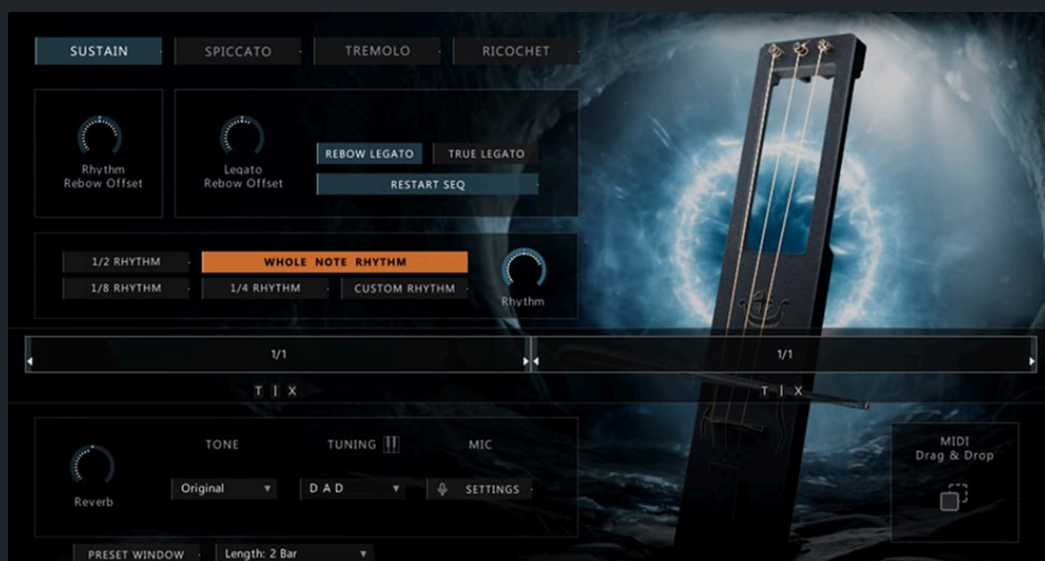 SUSTAIN SPICCATO TREMOLO RICOCHET
Rhythm
Rebow Offset
Legato
Rebow Offset
REBOW LEGATO TRUE LEGATO
RESTART SEQ
1/2 RHYTHM WHOLE NOTE RHYTHM
1/8 RHYTHM 1/4 RHYTHM CUSTOM RHYTHM
Rhythm
1/1 1/1
T | X T | X
TONE TUNING MIC
Reverb
Original D A D SETTINGS
MIDI
Drag & Drop
PRESET WINDOW Length: 2 Bar